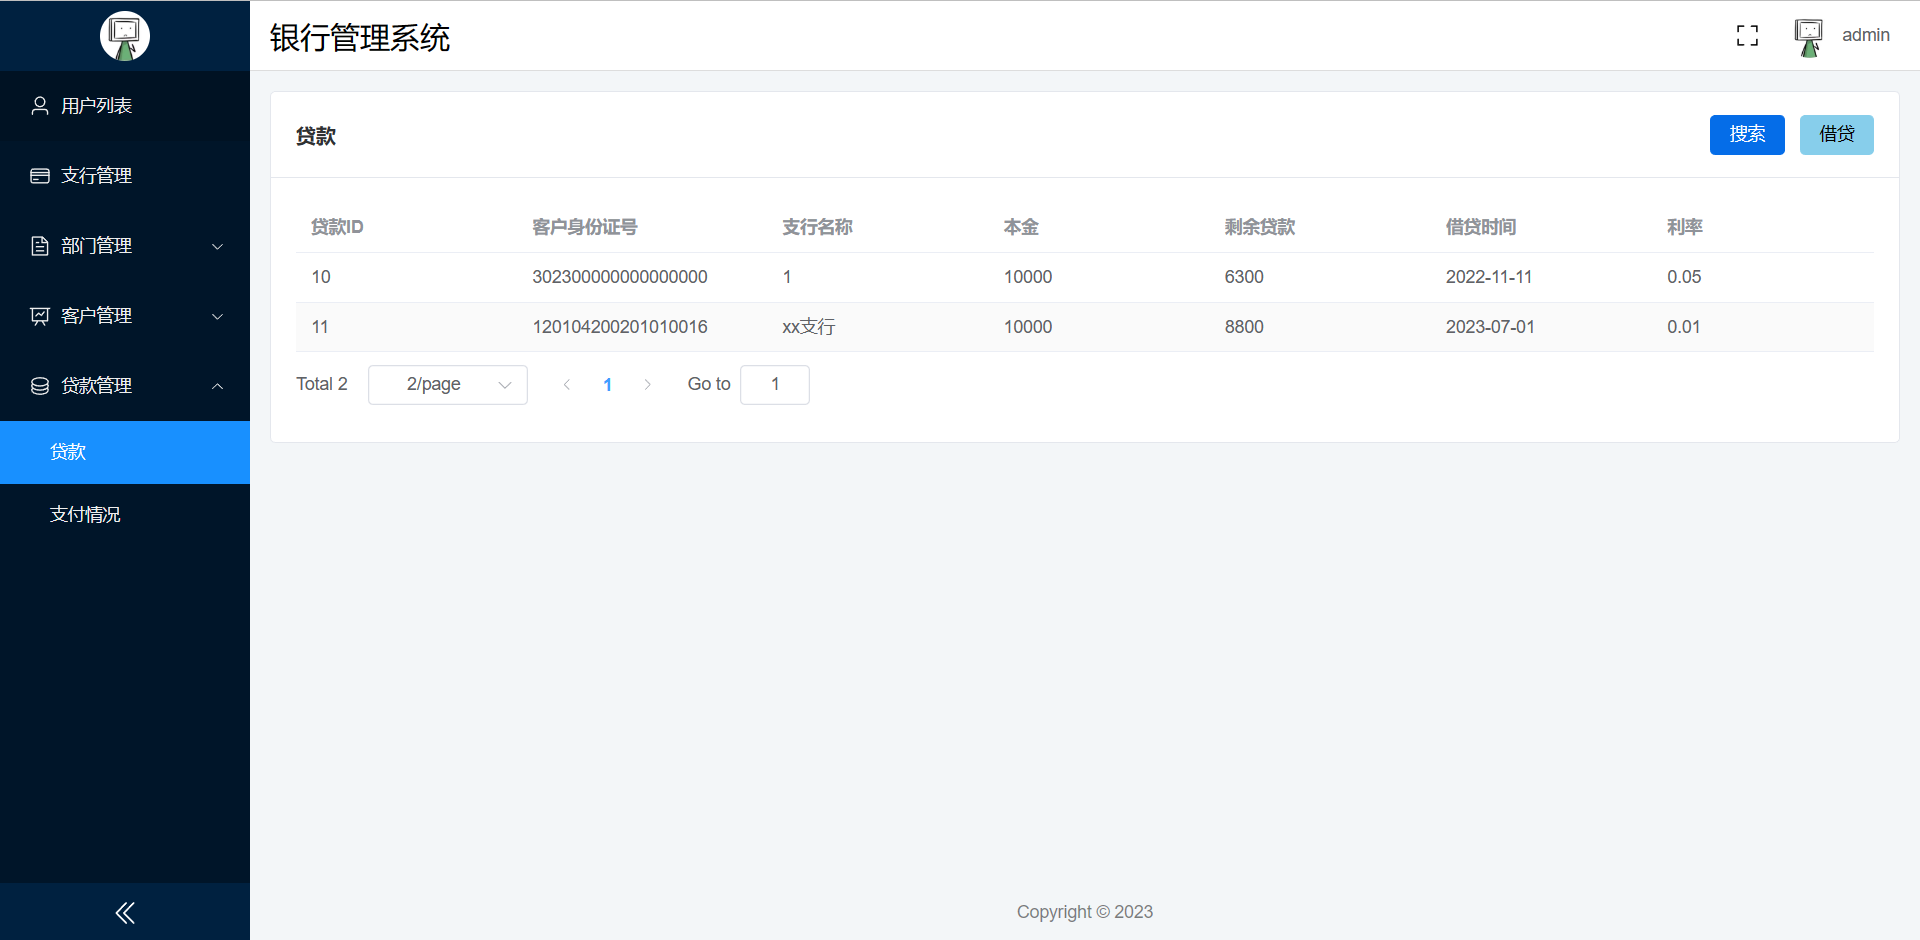 银行管理系统
admin
用户列表
支行管理
部门管理
客户管理
贷款管理
贷款
支付情况
贷款
搜索 借贷
贷款ID 客户身份证号 支行名称 本金 剩余贷款 借贷时间 利率
10 302300000000000000 1 10000 6300 2022-11-11 0.05
11 120104200201010016 xx支行 10000 8800 2023-07-01 0.01
Total 2 2/page 1 Go to 1
Copyright © 2023